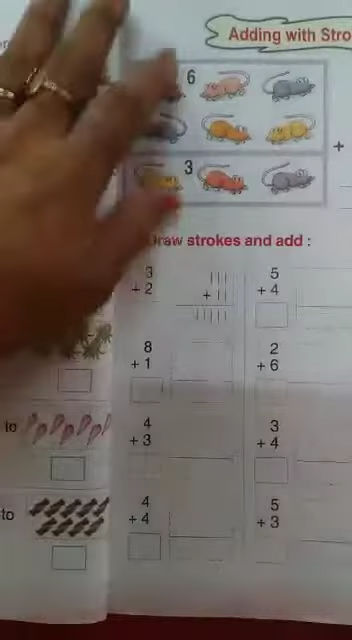 Adding with Stro
6
+
3
Draw strokes and add :
3 5
+ 2 + + 4
8 2
+ 1 + 6
to
4 3
+ 3 + 4
to
4 5
+ 4 + 3